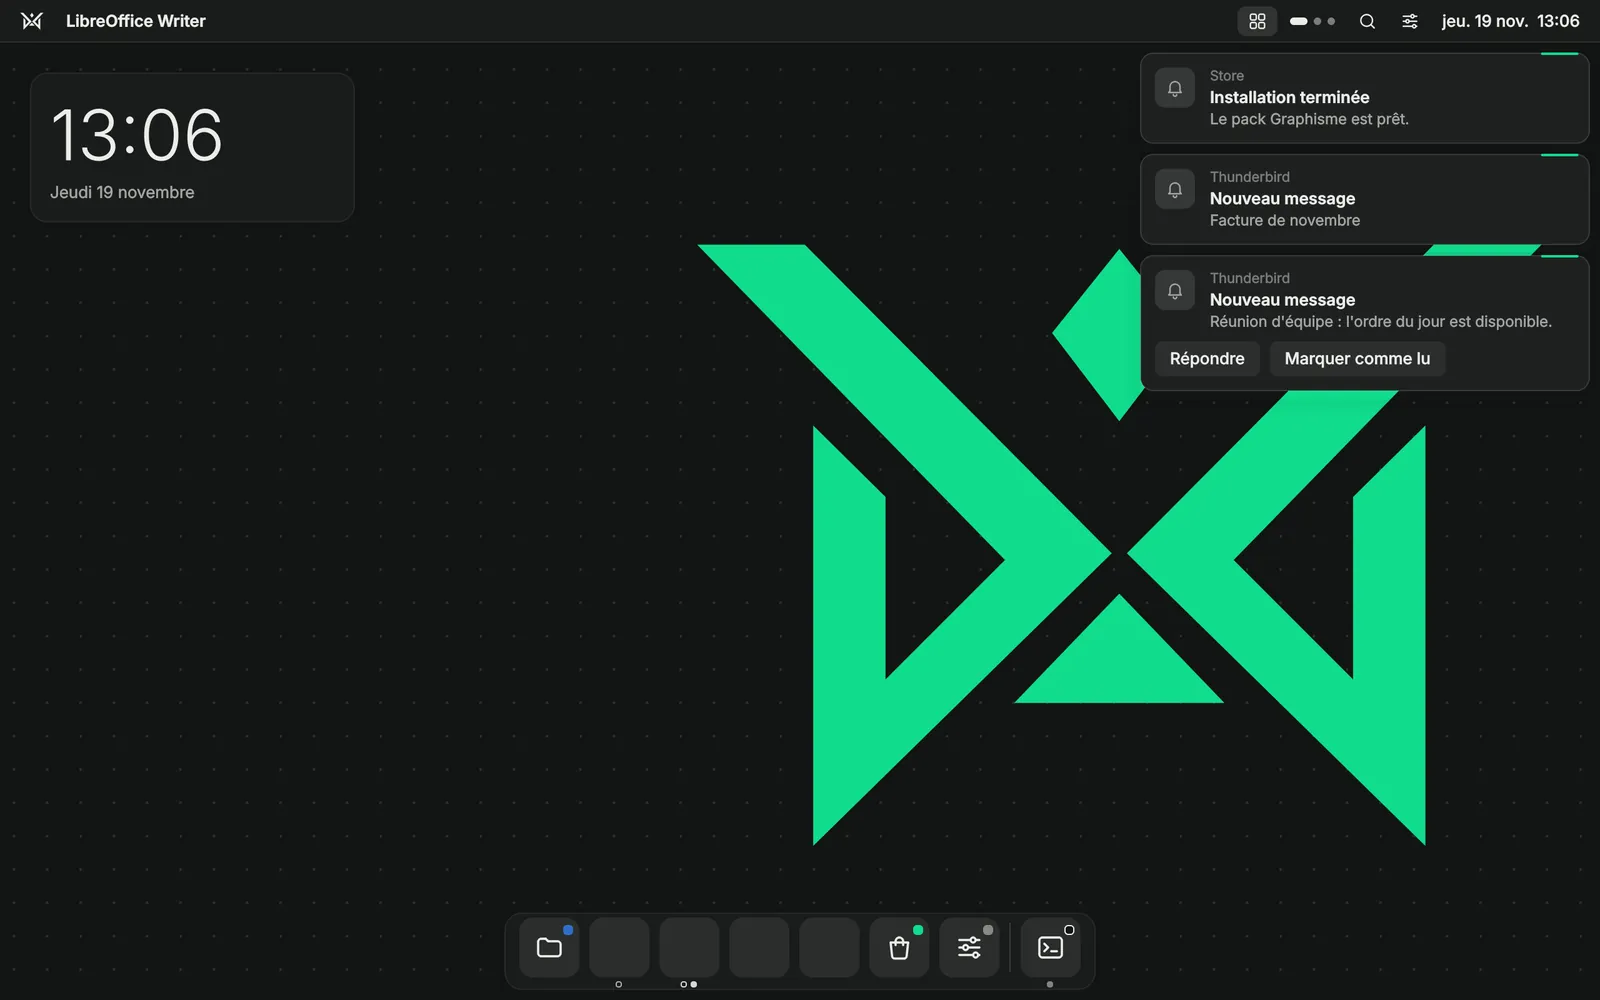 LibreOffice Writer
jeu. 19 nov. 13:06
13:06
Jeudi 19 novembre
Store
Installation terminée
Le pack Graphisme est prêt.
Thunderbird
Nouveau message
Facture de novembre
Thunderbird
Nouveau message
Réunion d'équipe : l'ordre du jour est disponible.
Répondre
Marquer comme lu